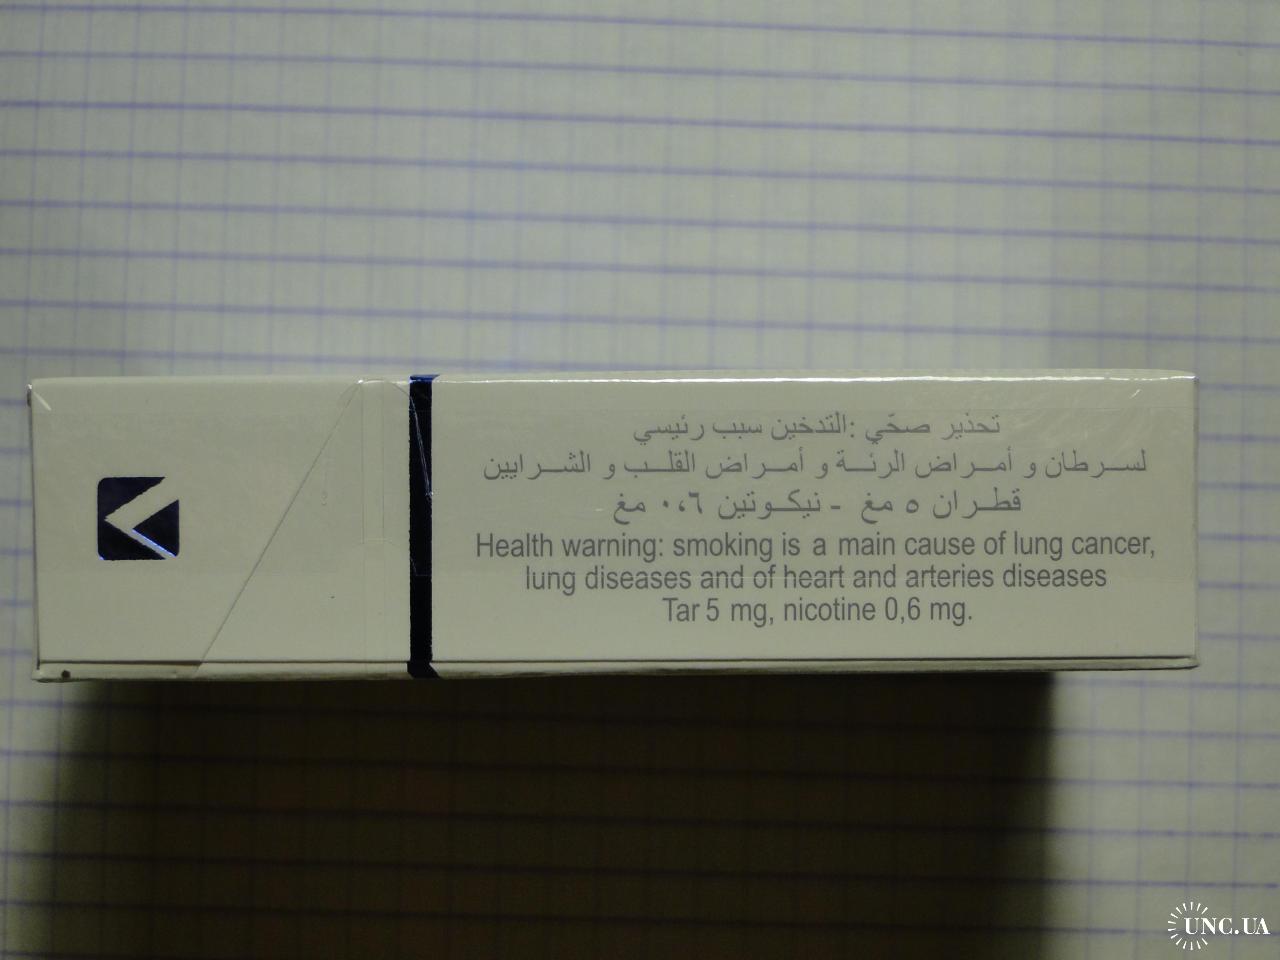 تحذير صحّي :التدخين سبب رئيسي
لسرطان و أمراض الرئة و أمراض القلب و الشرايين
قطران ٥ مغ - نيكوتين ٠،٦ مغ
Health warning: smoking is a main cause of lung cancer,
lung diseases and of heart and arteries diseases
Tar 5 mg, nicotine 0,6 mg.
UNC.UA